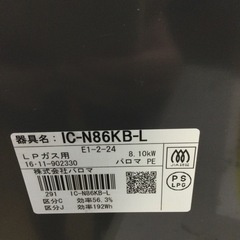 器具名：IC-N86KB-L
E1-2-24
LPガス用 8.10kW
16・11-902330 パロマ PE
株式会社パロマ
291 IC-N86KB-L
区分C 効率56.3%
区分J 効率192Wh
PS
LPG